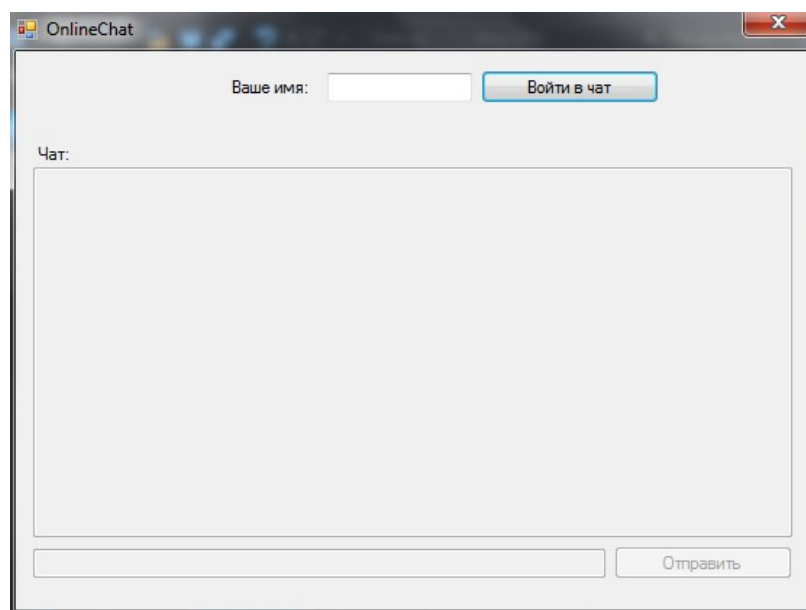 OnlineChat
Ваше имя:
Войти в чат
Чат:
Отправить